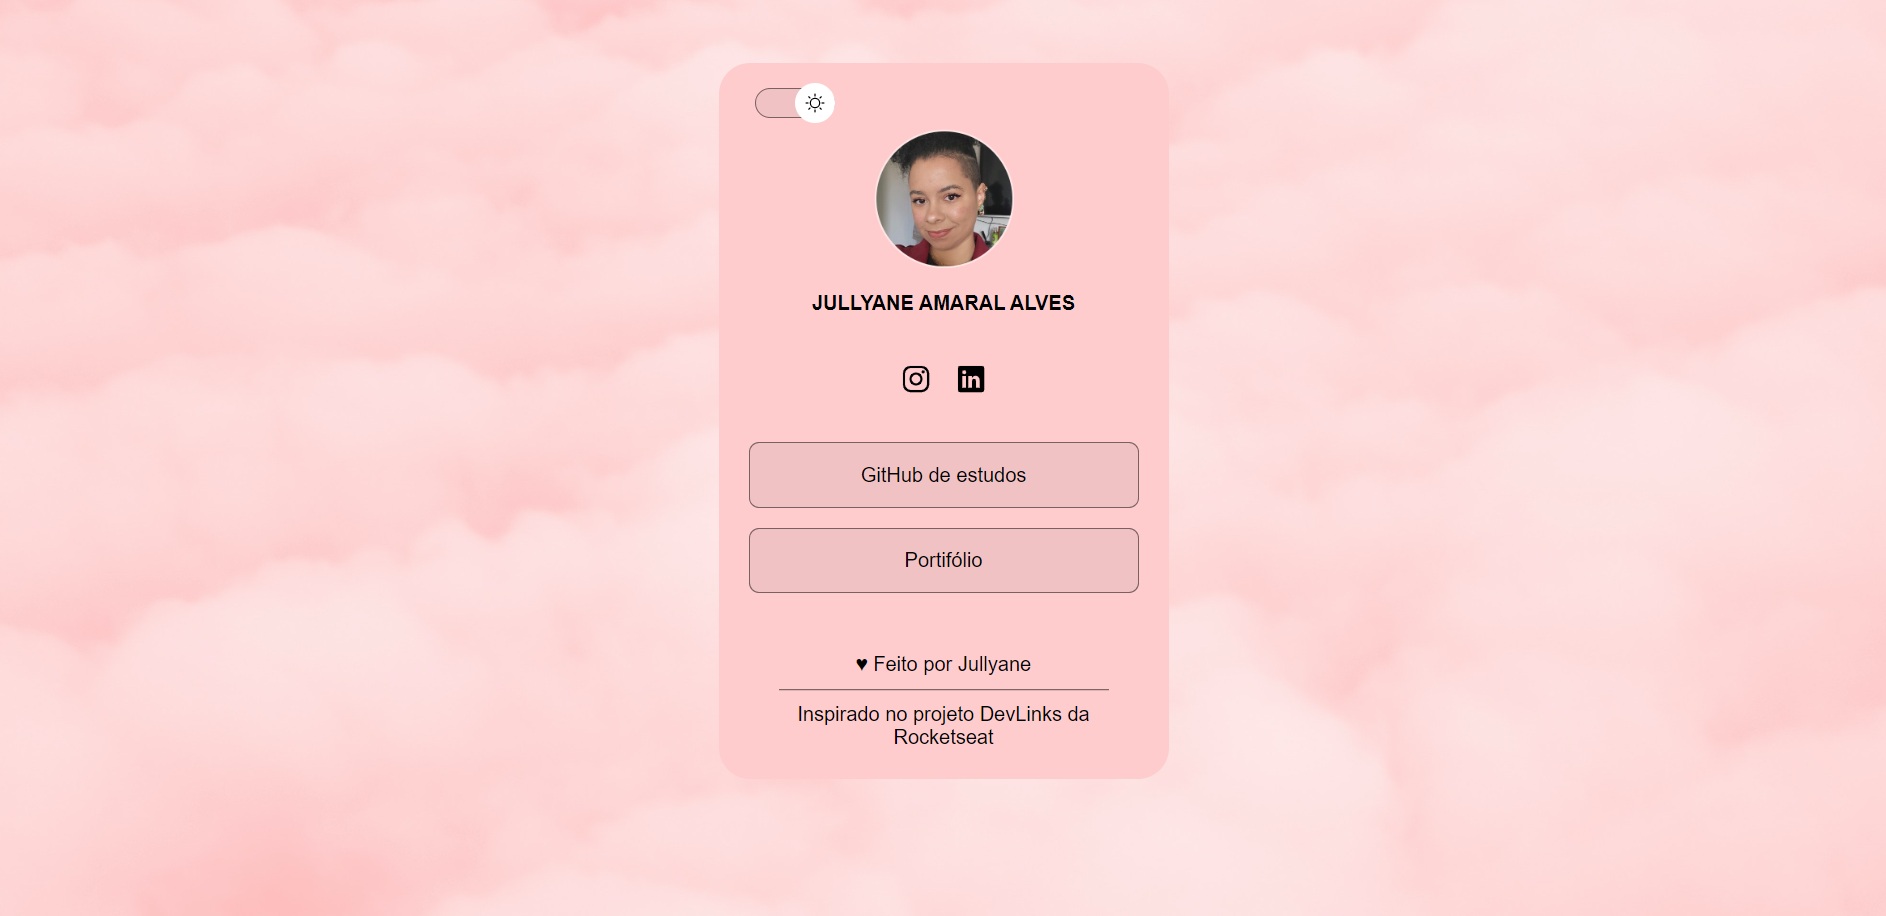 JULLYANE AMARAL ALVES
GitHub de estudos
Portifólio
♥ Feito por Jullyane
Inspirado no projeto DevLinks da
Rocketseat